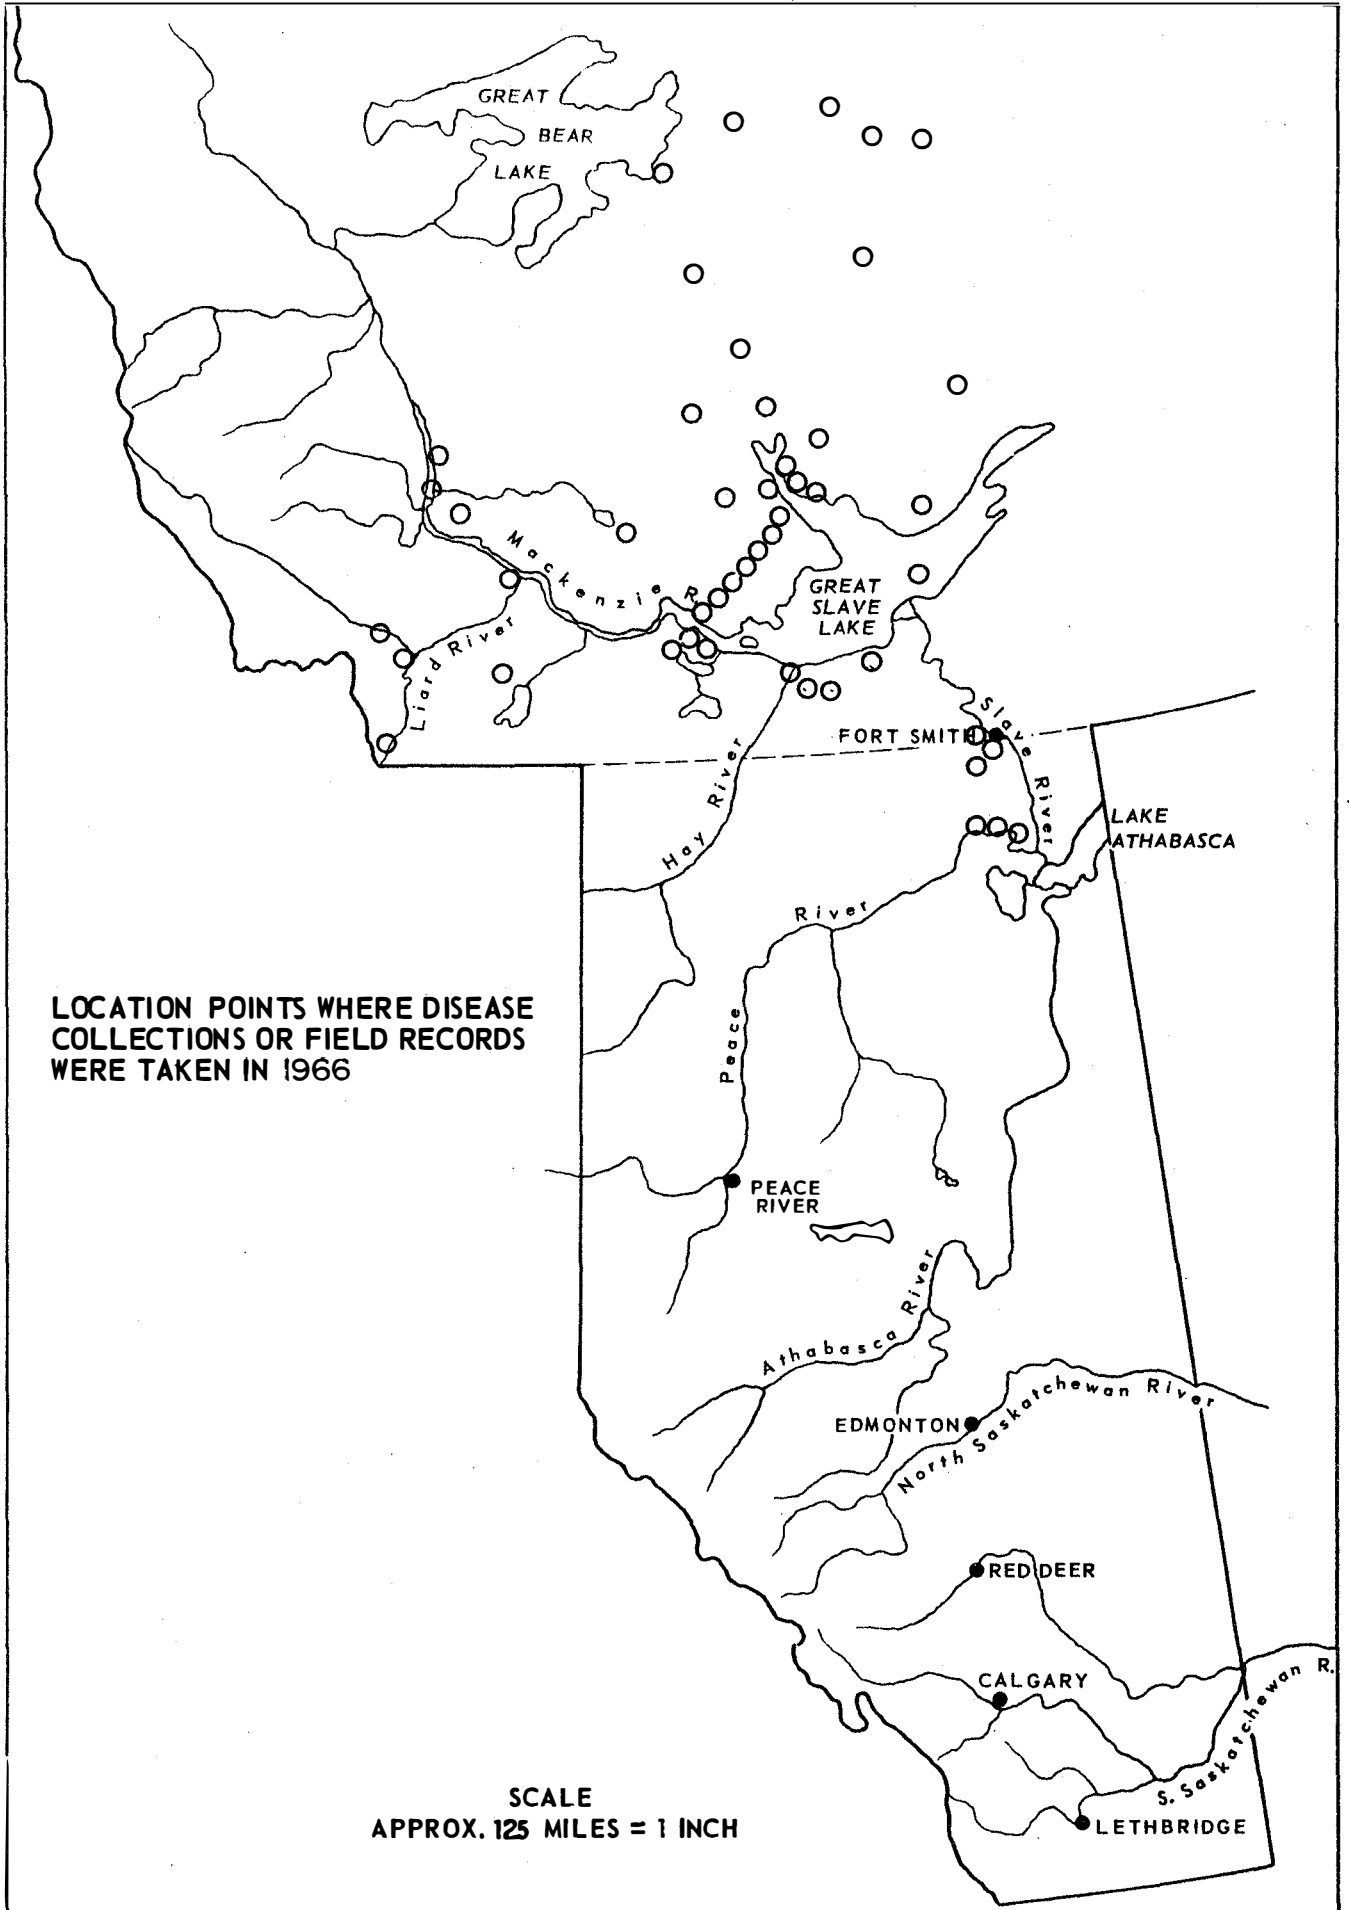 GREAT
BEAR
LAKE
Mackenzie R.
GREAT
SLAVE
LAKE
Liard River
Slave River
FORT SMITH
Hay River
LAKE
ATHABASCA
Peace River
LOCATION POINTS WHERE DISEASE
COLLECTIONS OR FIELD RECORDS
WERE TAKEN IN 1966
PEACE
RIVER
Athabasca River
North Saskatchewan River
EDMONTON
RED DEER
CALGARY
S. Saskatchewan R.
SCALE
APPROX. 125 MILES = 1 INCH
LETHBRIDGE